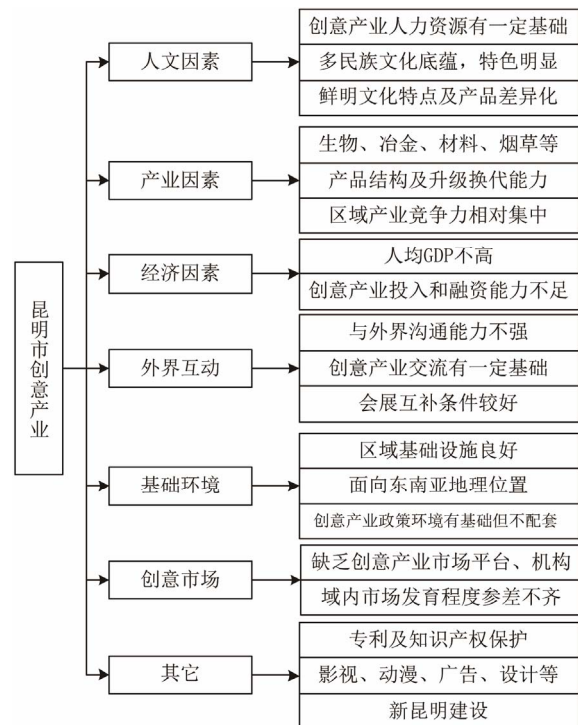 昆明市创意产业
人文因素
创意产业人力资源有一定基础
多民族文化底蕴，特色明显
鲜明文化特点及产品差异化
产业因素
生物、冶金、材料、烟草等
产品结构及升级换代能力
区域产业竞争力相对集中
经济因素
人均GDP不高
创意产业投入和融资能力不足
外界互动
与外界沟通能力不强
创意产业交流有一定基础
会展互补条件较好
基础环境
区域基础设施良好
面向东南亚地理位置
创意产业政策环境有基础但不配套
创意市场
缺乏创意产业市场平台、机构
域内市场发育程度参差不齐
其它
专利及知识产权保护
影视、动漫、广告、设计等
新昆明建设